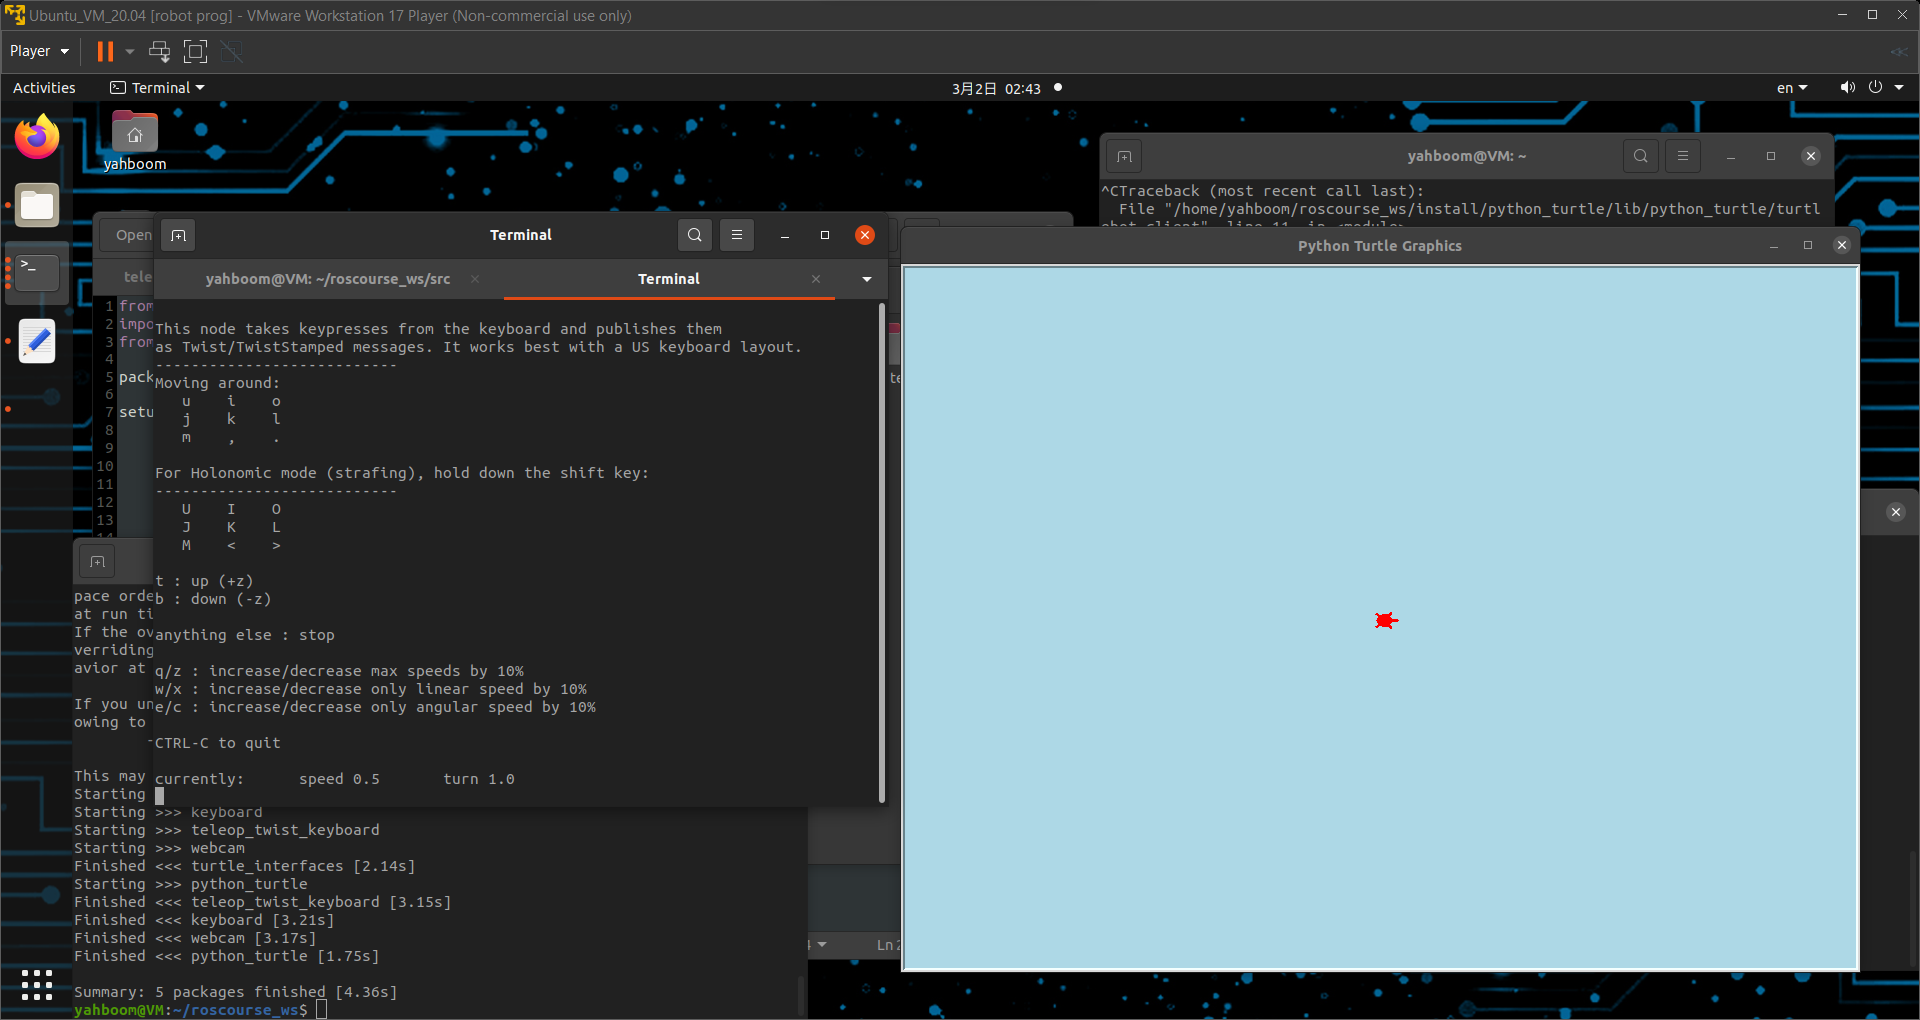 Ubuntu_VM_20.04 [robot prog] - VMware Workstation 17 Player (Non-commercial use only)
Player
Activities
Terminal
3月2日 02:43
en
yahboom
yahboom@VM: ~
^CTraceback (most recent call last):
File "/home/yahboom/roscourse_ws/install/python_turtle/lib/python_turtle/turtl
Open
Terminal
Python Turtle Graphics
tele
yahboom@VM: ~/roscourse_ws/src
Terminal
1 from
2 impo
3 from
4
5 pack
6
7 setu
8
9
10
11
12
13
te
This node takes keypresses from the keyboard and publishes them
as Twist/TwistStamped messages. It works best with a US keyboard layout.
---------------------------
Moving around:
u i o
j k l
m , .
For Holonomic mode (strafing), hold down the shift key:
---------------------------
U I O
J K L
M < >
t : up (+z)
b : down (-z)
anything else : stop
q/z : increase/decrease max speeds by 10%
w/x : increase/decrease only linear speed by 10%
e/c : increase/decrease only angular speed by 10%
CTRL-C to quit
currently: speed 0.5 turn 1.0
pace orde
at run ti
If the ov
verriding
avior at
If you un
owing to
This may
Starting
Starting >>> keyboard
Starting >>> teleop_twist_keyboard
Starting >>> webcam
Finished <<< turtle_interfaces [2.14s]
Starting >>> python_turtle
Finished <<< teleop_twist_keyboard [3.15s]
Finished <<< keyboard [3.21s]
Finished <<< webcam [3.17s]
Finished <<< python_turtle [1.75s]
Summary: 5 packages finished [4.36s]
yahboom@VM:~/roscourse_ws$
Ln 2